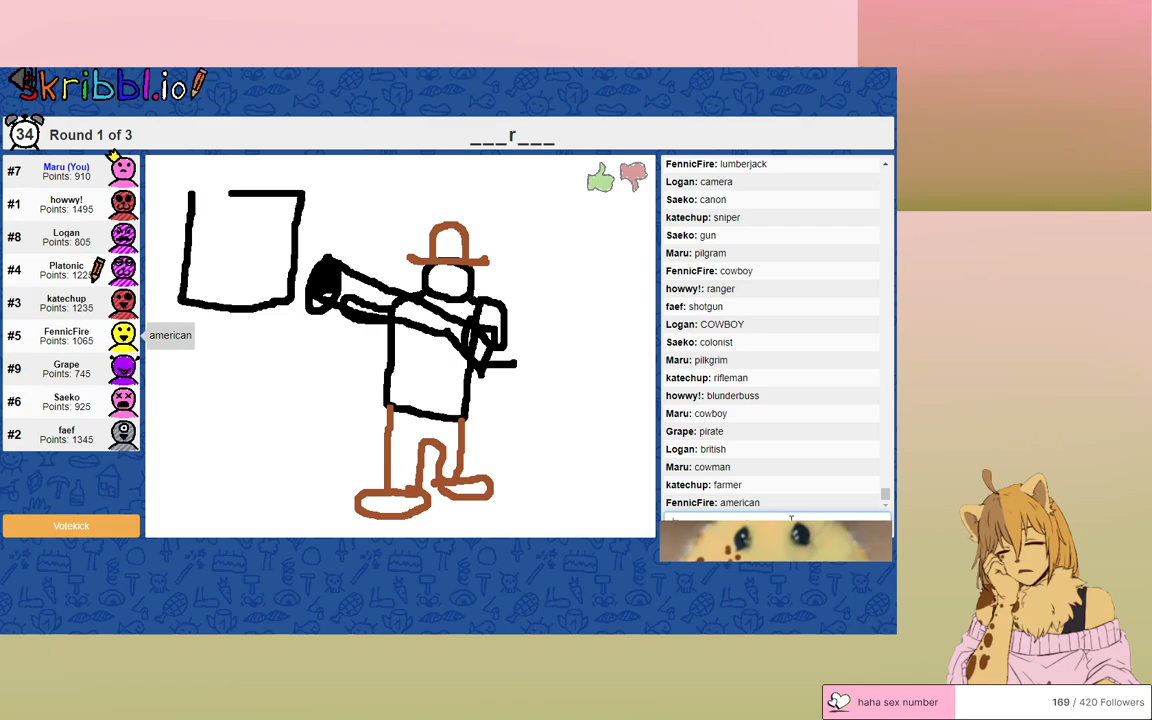 skribbl.io
34
Round 1 of 3
___r___
#7 Maru (You) Points: 910
#1 howwy! Points: 1495
#8 Logan Points: 805
#4 Platonic Points: 1225
#3 katechup Points: 1235
#5 FennicFire Points: 1065
american
#9 Grape Points: 745
#6 Saeko Points: 925
#2 faef Points: 1345
Votekick
FennicFire: lumberjack
Logan: camera
Saeko: canon
katechup: sniper
Saeko: gun
Maru: pilgram
FennicFire: cowboy
howwy!: ranger
faef: shotgun
Logan: COWBOY
Saeko: colonist
Maru: pilkgrim
katechup: rifleman
howwy!: blunderbuss
Maru: cowboy
Grape: pirate
Logan: british
Maru: cowman
katechup: farmer
FennicFire: american
haha sex number
169 / 420 Followers